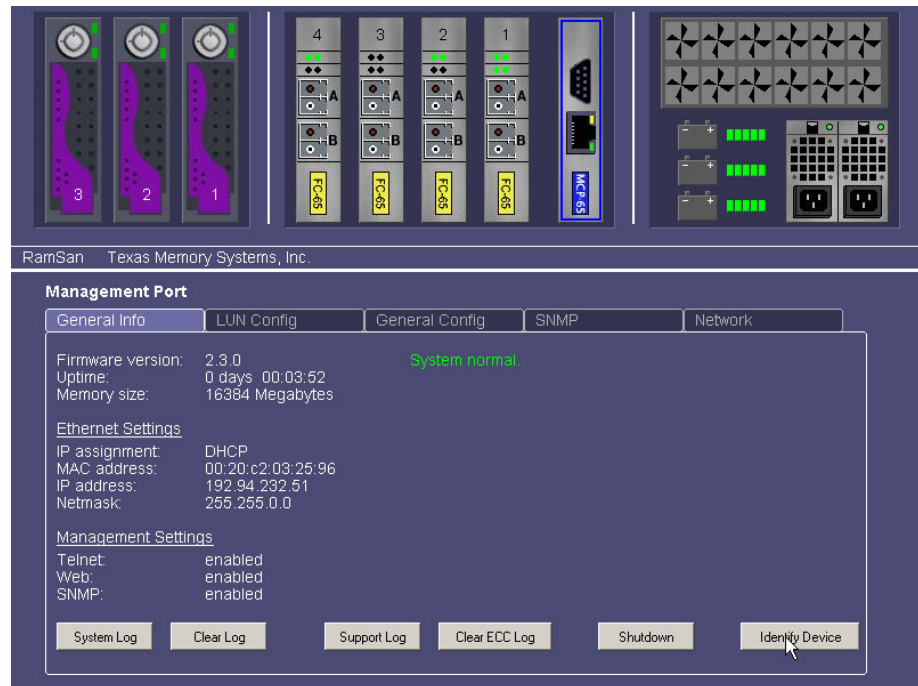 4 3 2 1
A A A A
B B B B
3 2 1
FC-65 FC-65 FC-65 FC-65 MCP-65
- +
- +
- +
RamSan Texas Memory Systems, Inc.
Management Port
General Info LUN Config General Config SNMP Network
Firmware version: 2.3.0 System normal.
Uptime: 0 days 00:03:52
Memory size: 16384 Megabytes
Ethernet Settings
IP assignment: DHCP
MAC address: 00:20:c2:03:25:96
IP address: 192.94.232.51
Netmask: 255.255.0.0
Management Settings
Telnet: enabled
Web: enabled
SNMP: enabled
System Log Clear Log Support Log Clear ECC Log Shutdown Identify Device